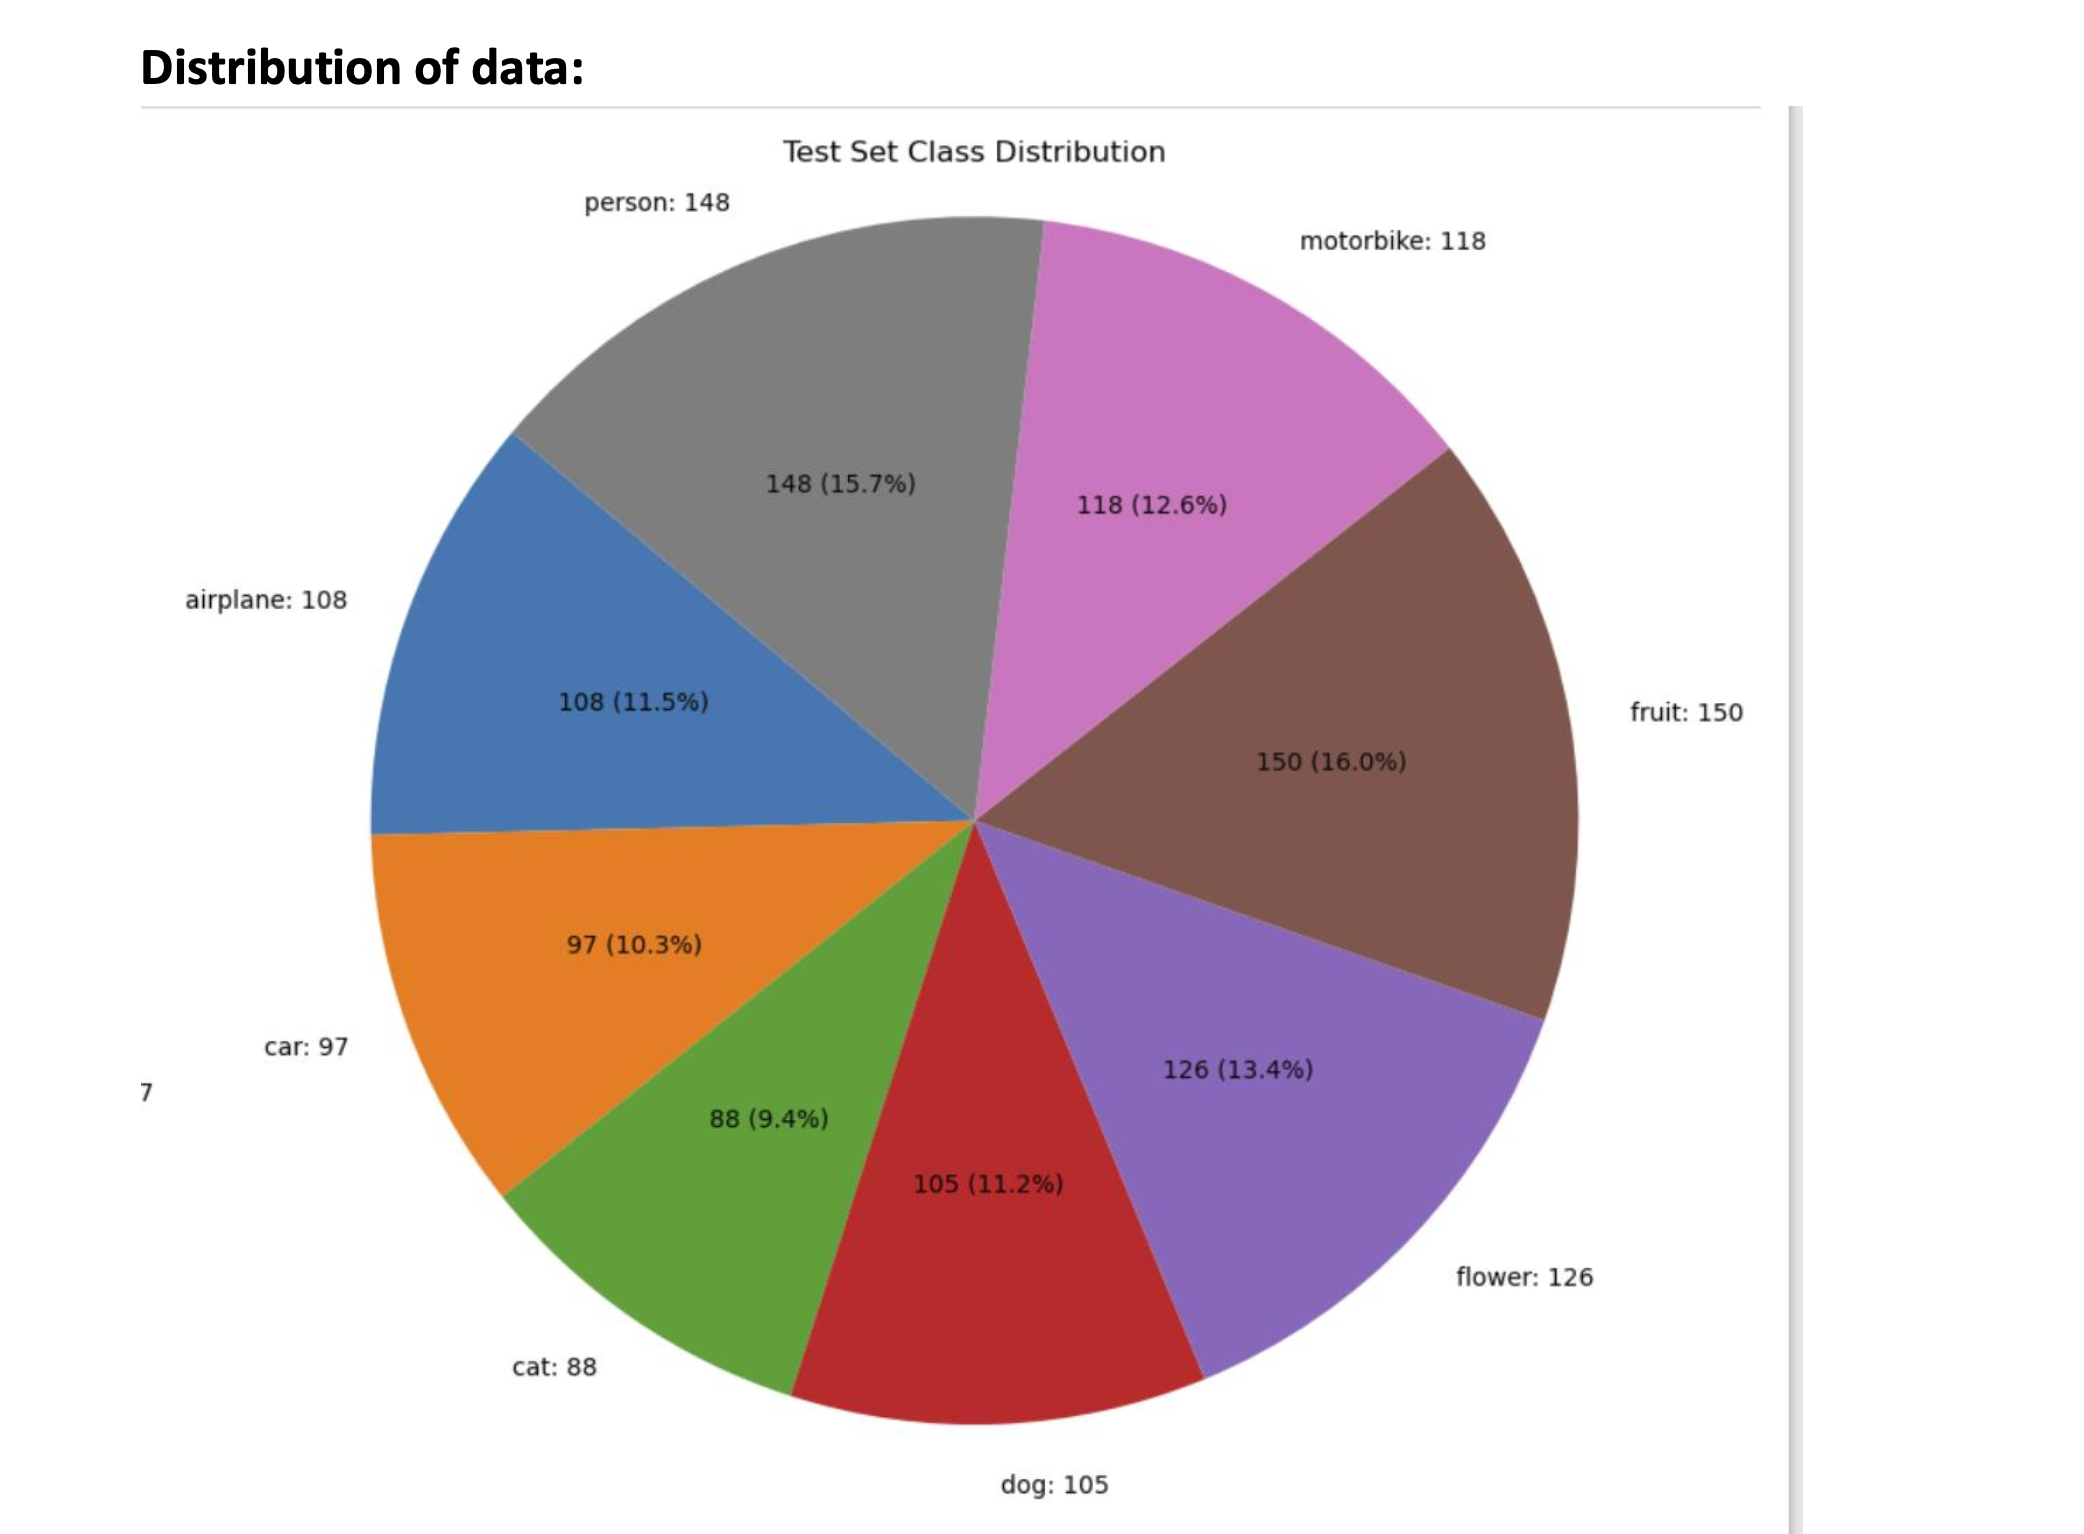 Distribution of data:
Test Set Class Distribution
person: 148
motorbike: 118
148 (15.7%)
118 (12.6%)
airplane: 108
108 (11.5%)
fruit: 150
150 (16.0%)
97 (10.3%)
car: 97
7
88 (9.4%)
126 (13.4%)
105 (11.2%)
flower: 126
cat: 88
dog: 105